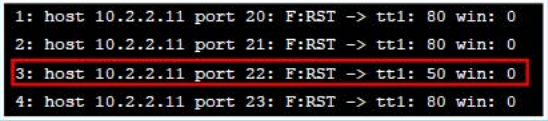 1: host 10.2.2.11 port 20: F:RST -> tt1: 80 win: 0
2: host 10.2.2.11 port 21: F:RST -> tt1: 80 win: 0
3: host 10.2.2.11 port 22: F:RST -> tt1: 50 win: 0
4: host 10.2.2.11 port 23: F:RST -> tt1: 80 win: 0